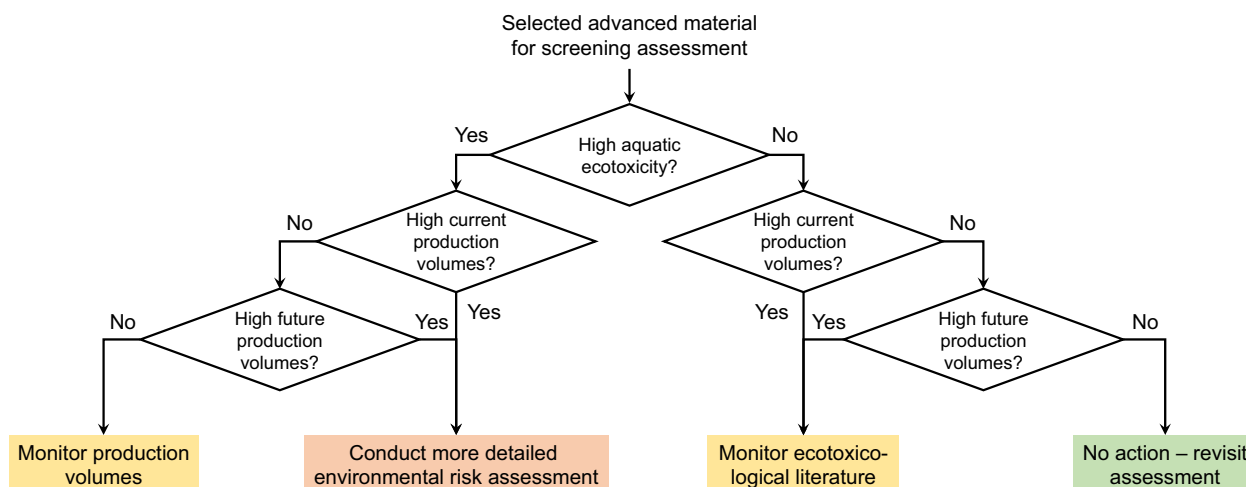 Selected advanced material
for screening assessment
Yes
No
High aquatic
ecotoxicity?
No
High current
production
volumes?
High current
production
volumes?
No
Yes
Yes
No
High future
production
volumes?
Yes
Yes
High future
production
volumes?
No
Monitor production
volumes
Conduct more detailed
environmental risk assessment
Monitor ecotoxico-
logical literature
No action – revisit
assessment